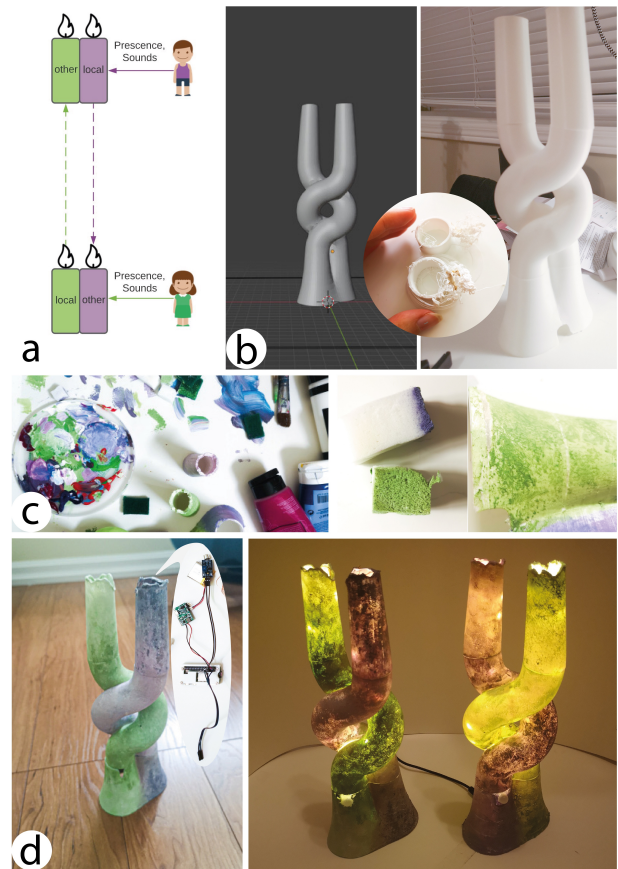 other
local
Prescence,
Sounds
local
other
Prescence,
Sounds
a
b
c
d